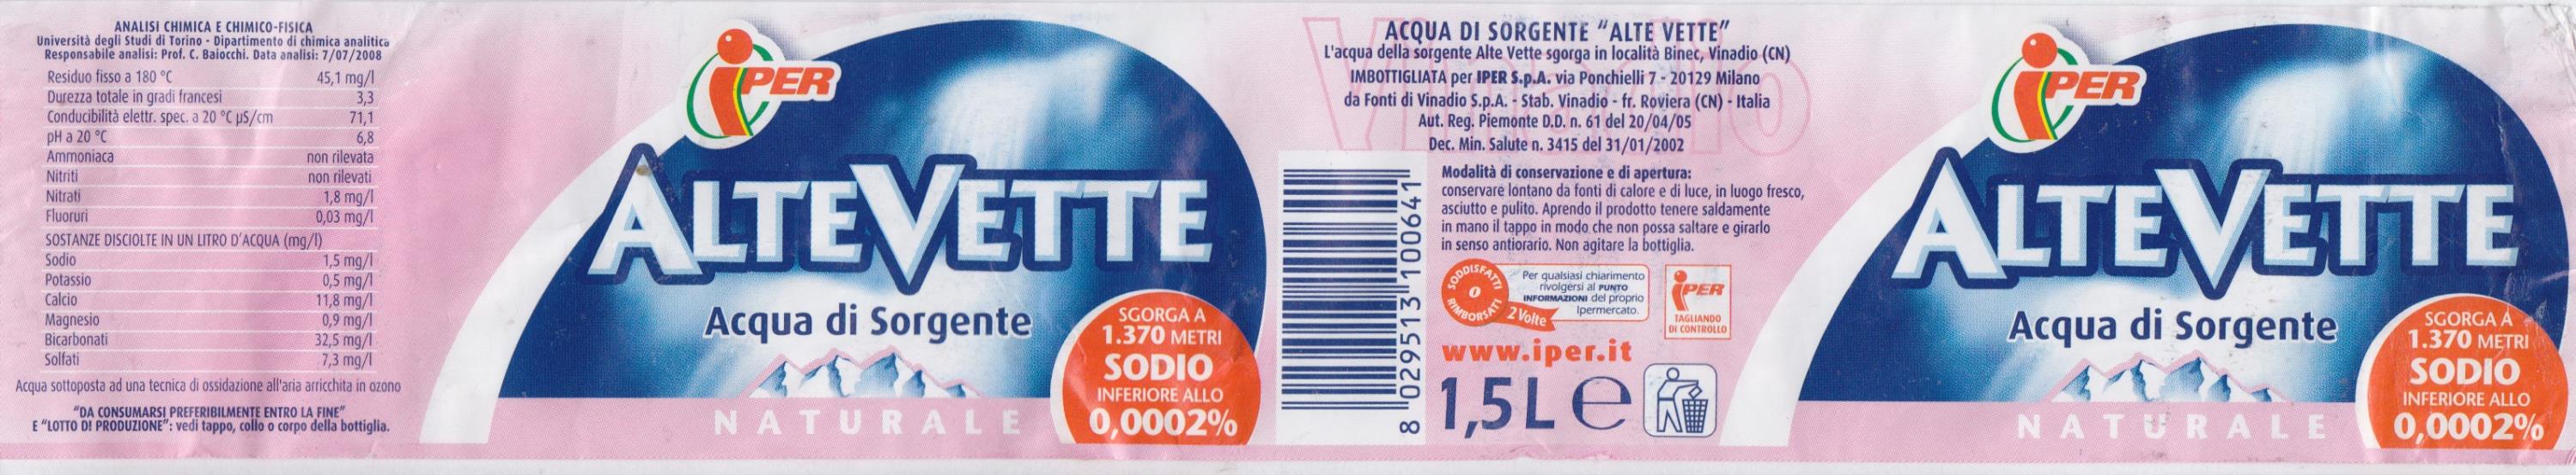 ANALISI CHIMICA E CHIMICO-FISICA
Università degli Studi di Torino - Dipartimento di chimica analitica
Responsabile analisi: Prof. C. Baiocchi. Data analisi: 7/07/2008
Residuo fisso a 180 °C 45,1 mg/l
Durezza totale in gradi francesi 3,3
Conducibilità elettr. spec. a 20 °C µS/cm 71,1
pH a 20 °C 6,8
Ammoniaca non rilevata
Nitriti non rilevati
Nitrati 1,8 mg/l
Fluoruri 0,03 mg/l
SOSTANZE DISCIOLTE IN UN LITRO D'ACQUA (mg/l)
Sodio 1,5 mg/l
Potassio 0,5 mg/l
Calcio 11,8 mg/l
Magnesio 0,9 mg/l
Bicarbonati 32,5 mg/l
Solfati 7,3 mg/l
Acqua sottoposta ad una tecnica di ossidazione all'aria arricchita in ozono
"DA CONSUMARSI PREFERIBILMENTE ENTRO LA FINE"
E "LOTTO DI PRODUZIONE": vedi tappo, collo o corpo della bottiglia.
iPER
ALTEVETTE
Acqua di Sorgente
NATURALE
SGORGA A
1.370 METRI
SODIO
INFERIORE ALLO
0,0002%
Vinadio
ACQUA DI SORGENTE "ALTE VETTE"
L'acqua della sorgente Alte Vette sgorga in località Binec, Vinadio (CN)
IMBOTTIGLIATA per IPER S.p.A. via Ponchielli 7 - 20129 Milano
da Fonti di Vinadio S.p.A. - Stab. Vinadio - fr. Roviera (CN) - Italia
Aut. Reg. Piemonte D.D. n. 61 del 20/04/05
Dec. Min. Salute n. 3415 del 31/01/2002
8 029513 100641
Modalità di conservazione e di apertura:
conservare lontano da fonti di calore e di luce, in luogo fresco,
asciutto e pulito. Aprendo il prodotto tenere saldamente
in mano il tappo in modo che non possa saltare e girarlo
in senso antiorario. Non agitare la bottiglia.
SODDISFATTI
O
RIMBORSATI
2 Volte
Per qualsiasi chiarimento
rivolgersi al PUNTO
INFORMAZIONI del proprio
Ipermercato.
iPER
TAGLIANDO
DI CONTROLLO
www.iper.it
1,5L e
iPER
ALTEVETTE
Acqua di Sorgente
NATURALE
SGORGA A
1.370 METRI
SODIO
INFERIORE ALLO
0,0002%